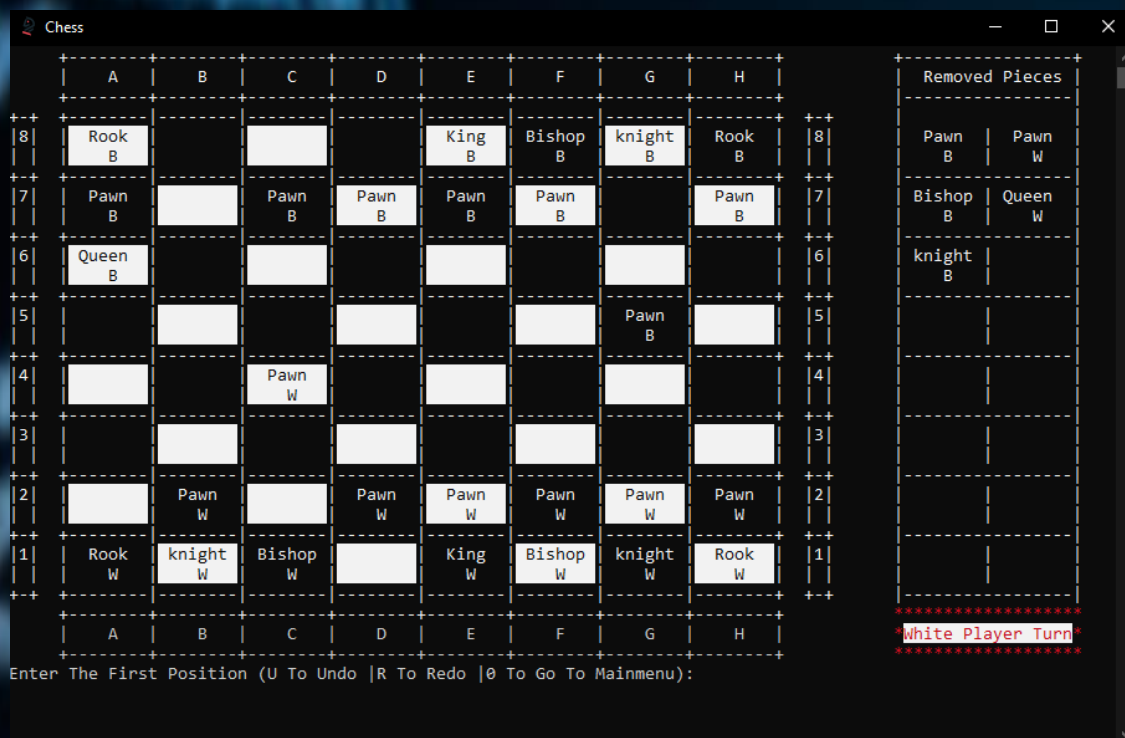 Chess
A B C D E F G H Removed Pieces
8 Rook King Bishop knight Rook 8 Pawn Pawn
B B B B B B W
7 Pawn Pawn Pawn Pawn Pawn Pawn 7 Bishop Queen
B B B B B B B W
6 Queen 6 knight
B B
5 Pawn 5
B
4 Pawn 4
W
3 3
2 Pawn Pawn Pawn Pawn Pawn Pawn 2
W W W W W W
1 Rook knight Bishop King Bishop knight Rook 1
W W W W W W W
*******************
A B C D E F G H *White Player Turn*
*******************
Enter The First Position (U To Undo |R To Redo |0 To Go To Mainmenu):